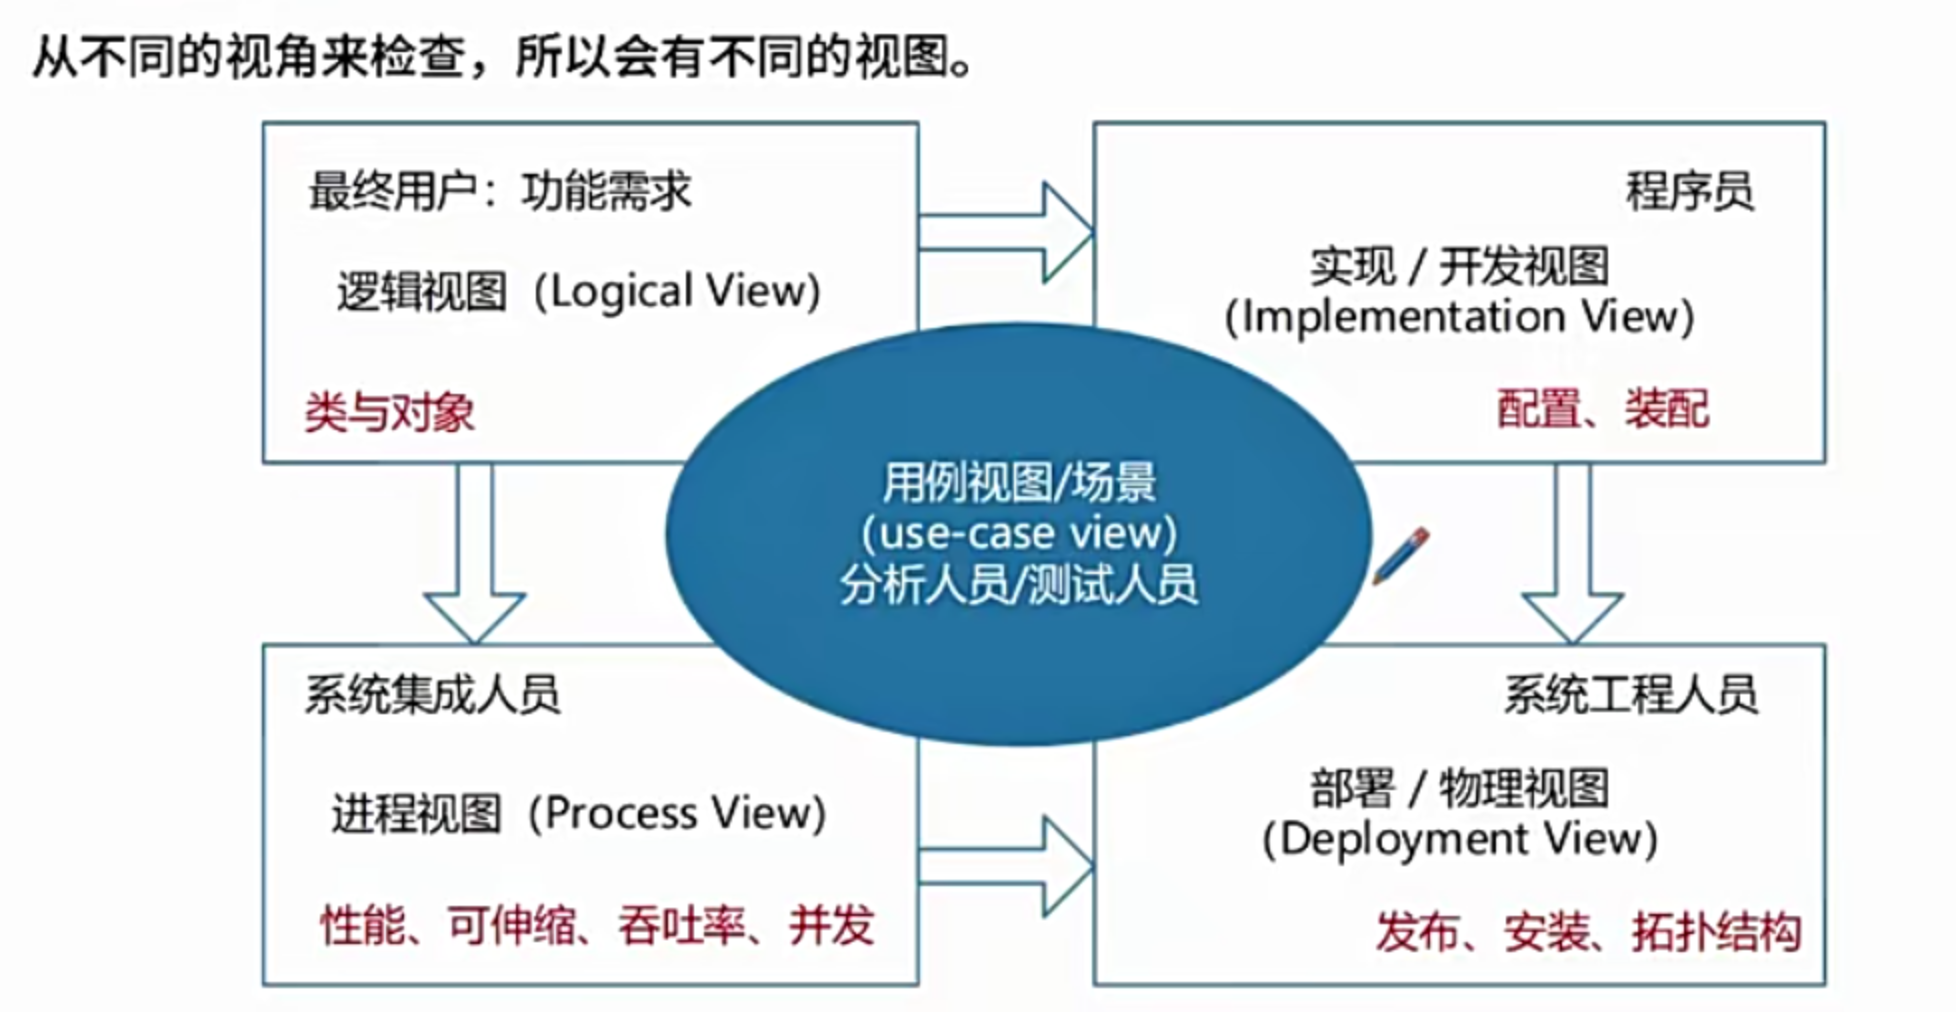 从不同的视角来检查，所以会有不同的视图。
最终用户：功能需求
逻辑视图（Logical View）
类与对象
程序员
实现 / 开发视图
（Implementation View）
配置、装配
用例视图/场景
（use-case view）
分析人员/测试人员
系统集成人员
进程视图（Process View）
性能、可伸缩、吞吐率、并发
系统工程人员
部署 / 物理视图
（Deployment View）
发布、安装、拓扑结构